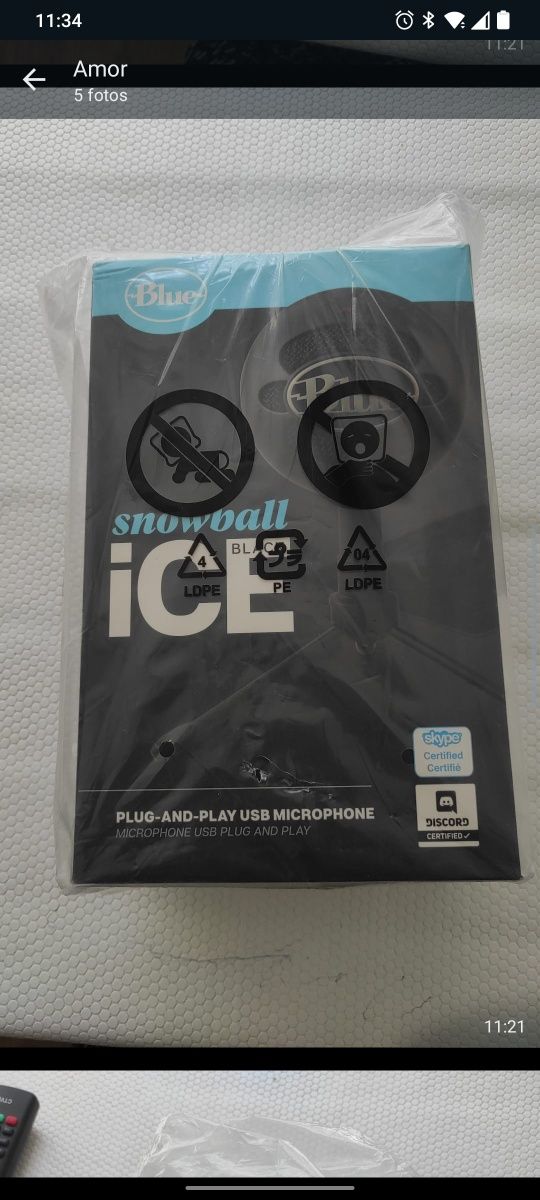 11:34
11:21
Amor
5 fotos
Blue
Blue
snowball
BLACK
iCE
4
LDPE
PE
04
LDPE
skype
Certified
Certifié
PLUG-AND-PLAY USB MICROPHONE
MICROPHONE USB PLUG AND PLAY
DISCORD
CERTIFIED
11:21